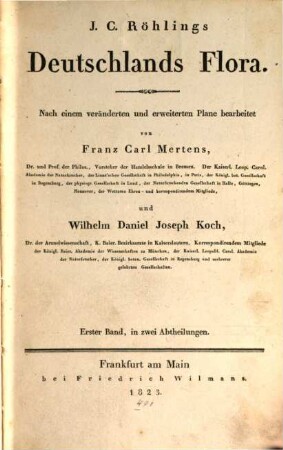 J. C. Röhlings
Deutschlands Flora.
Nach einem veränderten und erweiterten Plane bearbeitet
von
Franz Carl Mertens,
Dr. und Prof. der Philos., Vorsteher der Handelsschule in Bremen. Der Kaiserl. Leop. Carol.
Akademie der Naturforscher, der Linné'schen Gesellschaft in Philadelphia, in Paris, der Königl. bot. Gesellschaft
in Regensburg, der physiogr. Gesellschaft in Lund, der Naturforschenden Gesellschaft in Halle, Göttingen,
Hannover, der Wetterau Ehren- und korrespondirendem Mitgliede,
und
Wilhelm Daniel Joseph Koch,
Dr. der Arzneiwissenschaft, K. Baier. Bezirksarzte in Kaiserslautern, Korrespondirendem Mitgliede
der Königl. Baier. Akademie der Wissenschaften in München, der Kaiserl. Leopold. Carol. Akademie
der Naturforscher, der Königl. botan. Gesellschaft in Regensburg und mehrerer
gelehrten Gesellschaften.
Erster Band, in zwei Abtheilungen.
Frankfurt am Main
bei Friedrich Wilmans.
1823.